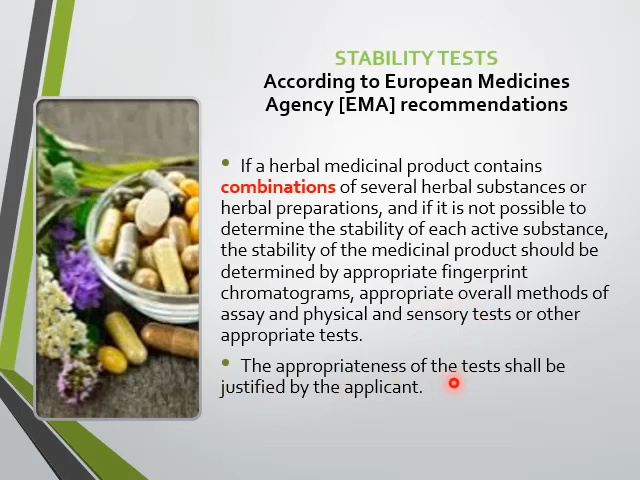 STABILITY TESTS
According to European Medicines
Agency [EMA] recommendations
• If a herbal medicinal product contains
combinations of several herbal substances or
herbal preparations, and if it is not possible to
determine the stability of each active substance,
the stability of the medicinal product should be
determined by appropriate fingerprint
chromatograms, appropriate overall methods of
assay and physical and sensory tests or other
appropriate tests.
• The appropriateness of the tests shall be
justified by the applicant.